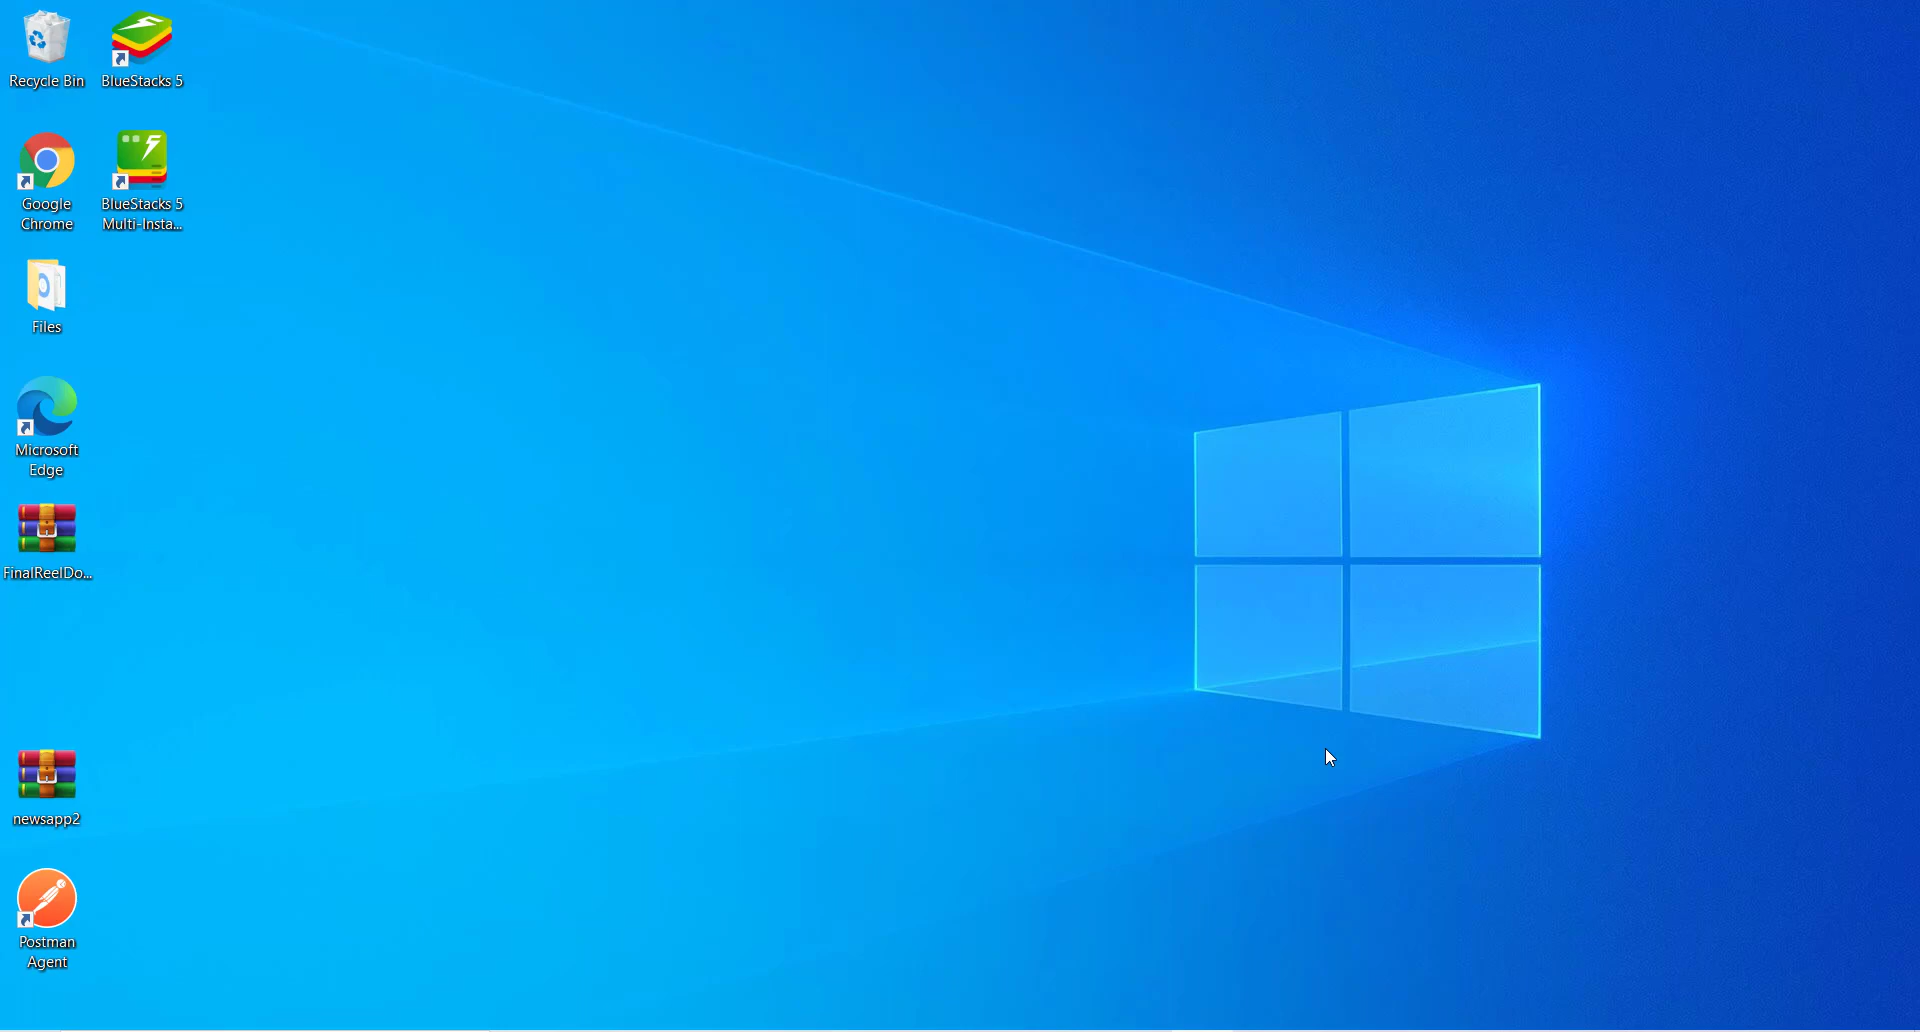 Recycle Bin
BlueStacks 5
Google
Chrome
BlueStacks 5
Multi-Insta...
Files
Microsoft
Edge
FinalReelDo...
newsapp2
Postman
Agent